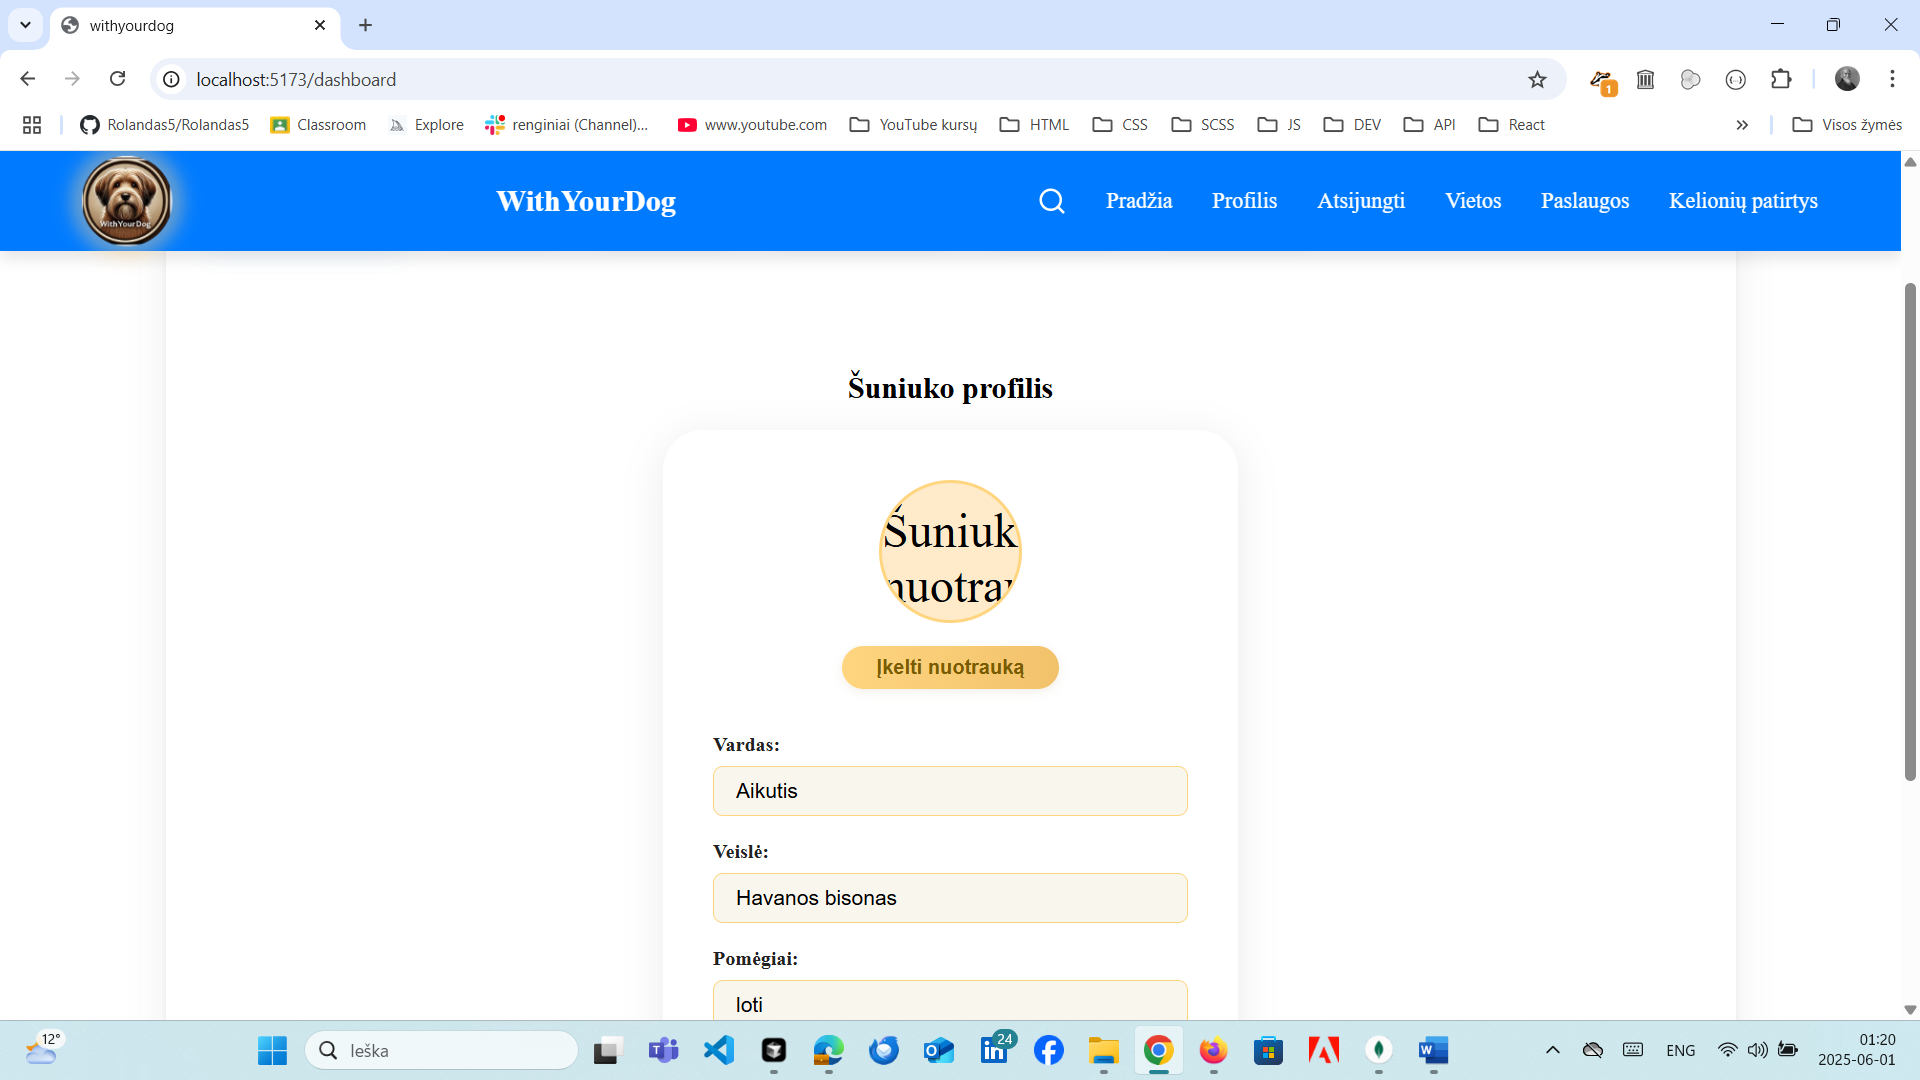 withyourdog
localhost:5173/dashboard
1
Rolandas5/Rolandas5
Classroom
Explore
renginiai (Channel)...
www.youtube.com
YouTube kursų
HTML
CSS
SCSS
JS
DEV
API
React
Visos žymės
WithYourDog
WithYourDog
Pradžia
Profilis
Atsijungti
Vietos
Paslaugos
Kelionių patirtys
Šuniuko profilis
Šuniuk
nuotrau
Įkelti nuotrauką
Vardas:
Aikutis
Veislė:
Havanos bisonas
Pomėgiai:
loti
12°
Ieška
24
ENG
01:20
2025-06-01